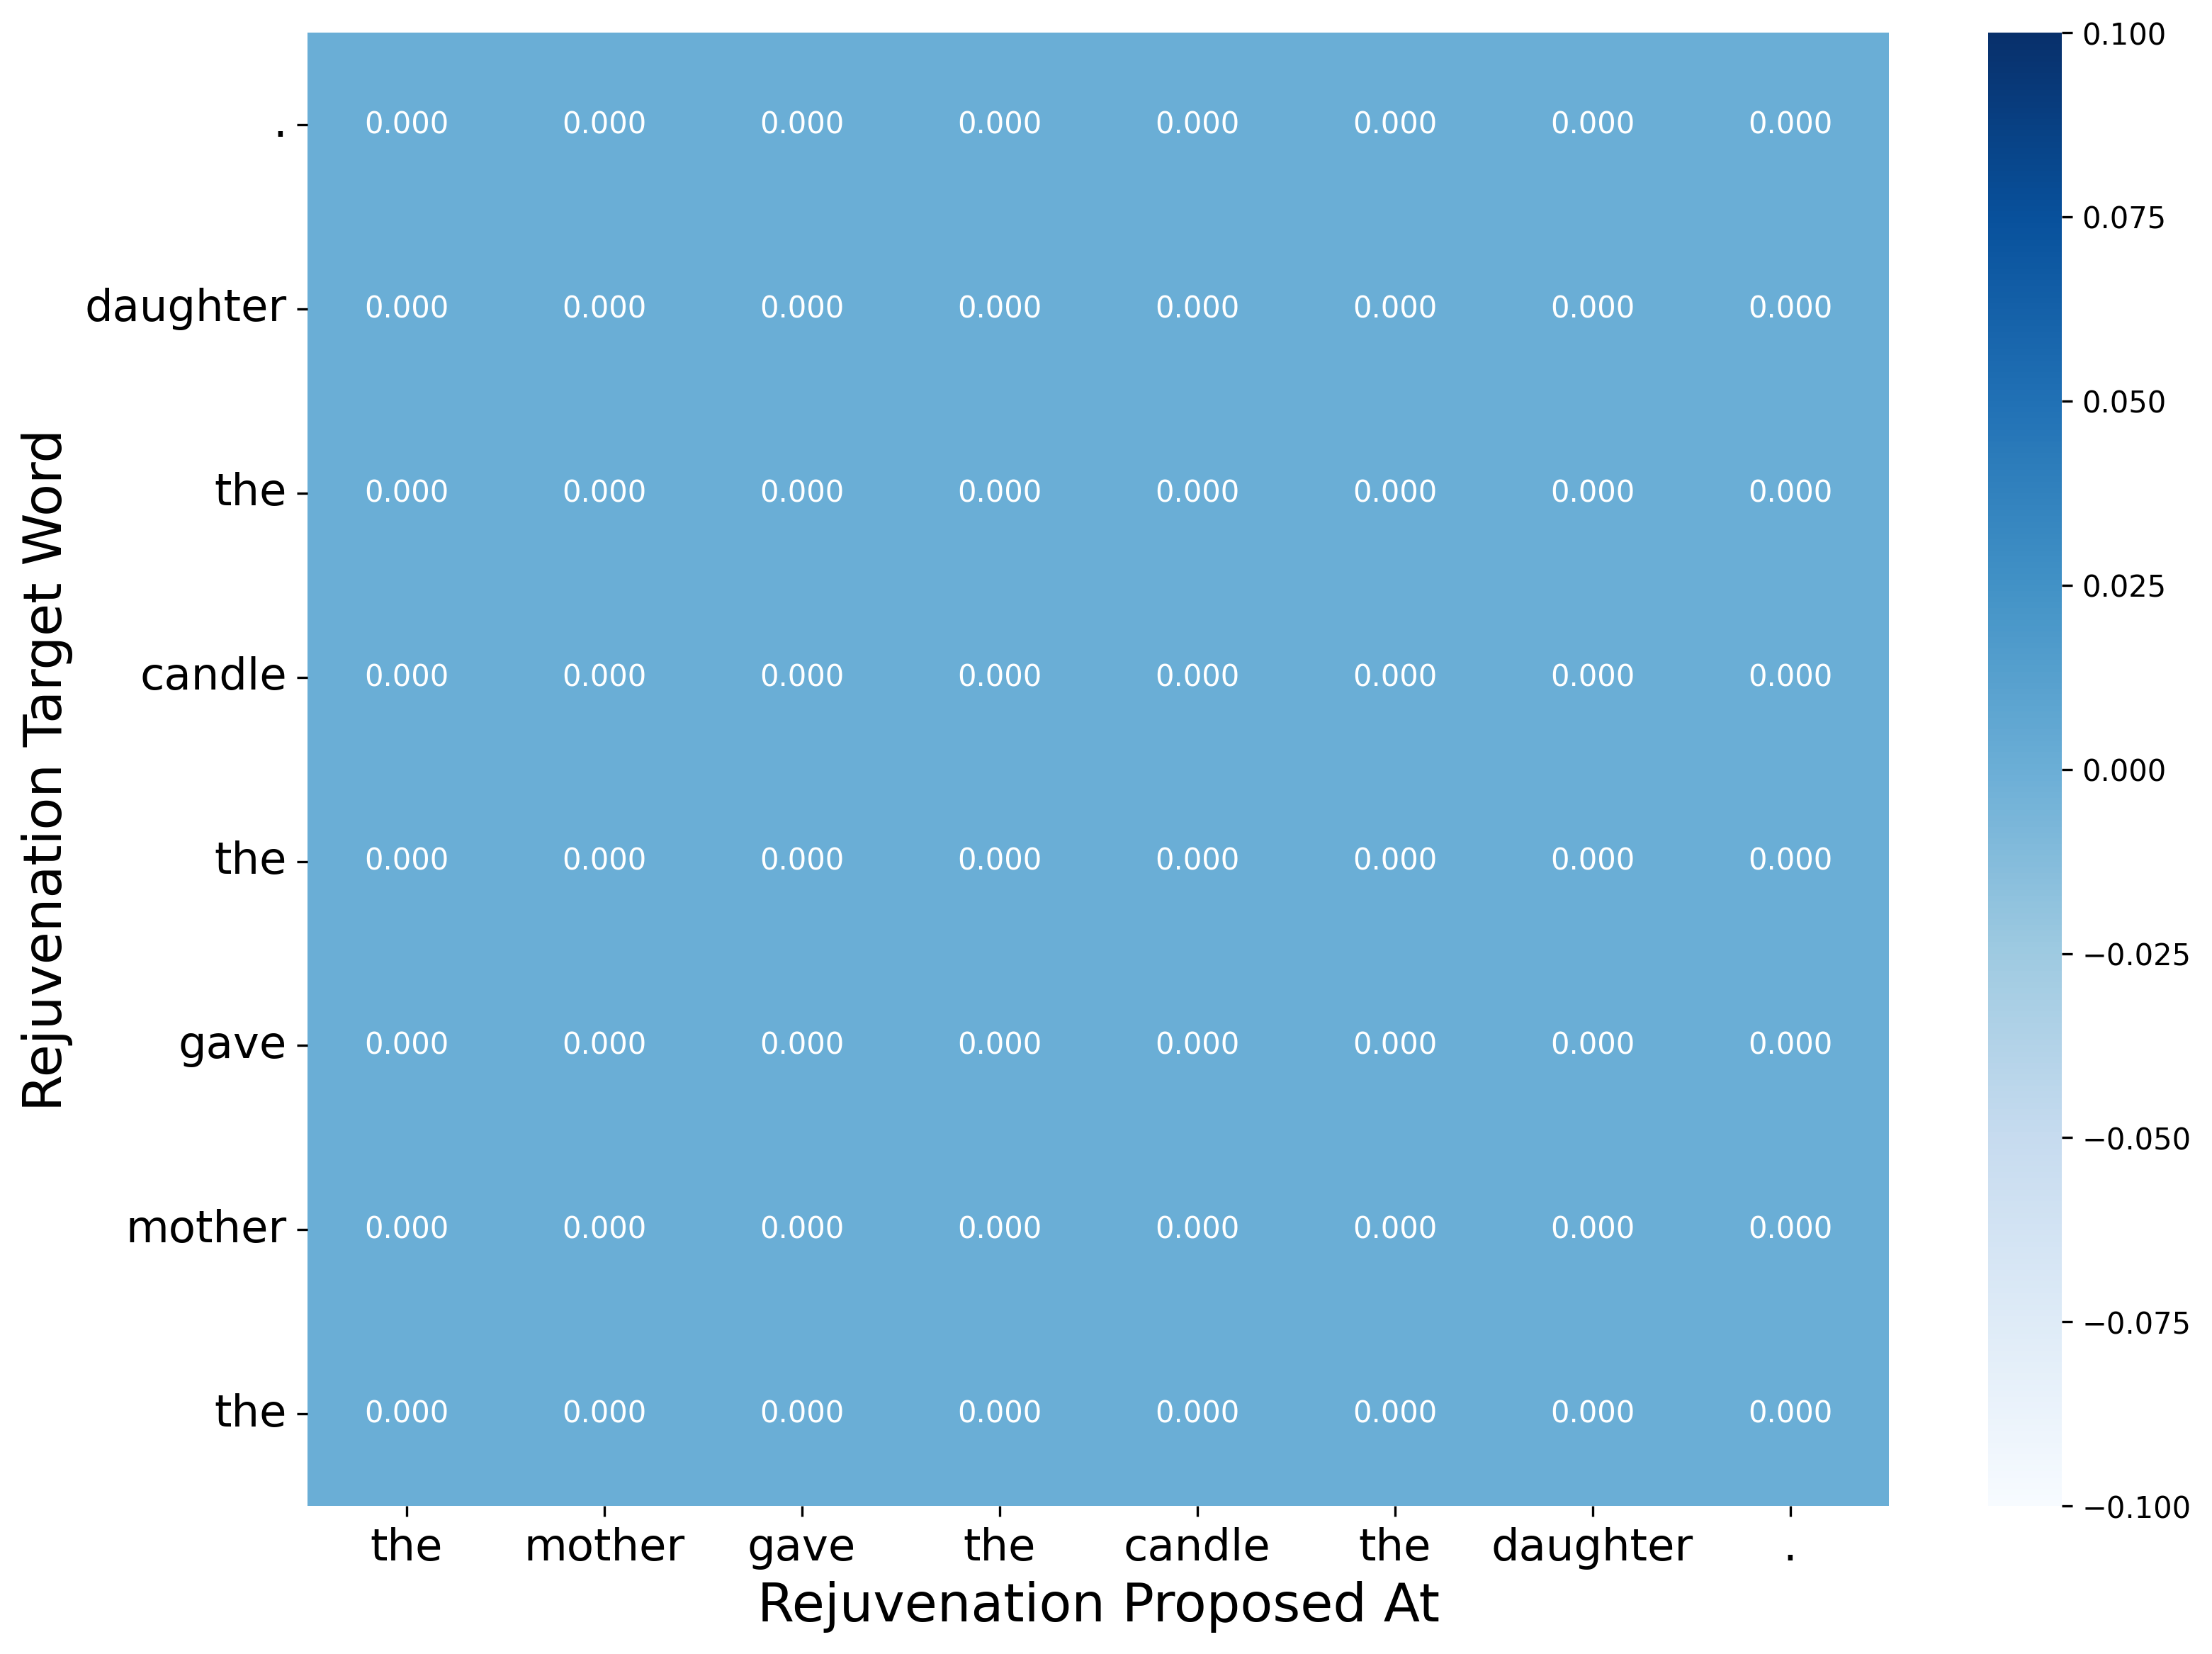 . 0.000 0.000 0.000 0.000 0.000 0.000 0.000 0.000
daughter 0.000 0.000 0.000 0.000 0.000 0.000 0.000 0.000
the 0.000 0.000 0.000 0.000 0.000 0.000 0.000 0.000
candle 0.000 0.000 0.000 0.000 0.000 0.000 0.000 0.000
the 0.000 0.000 0.000 0.000 0.000 0.000 0.000 0.000
gave 0.000 0.000 0.000 0.000 0.000 0.000 0.000 0.000
mother 0.000 0.000 0.000 0.000 0.000 0.000 0.000 0.000
the 0.000 0.000 0.000 0.000 0.000 0.000 0.000 0.000
the mother gave the candle the daughter .
Rejuvenation Proposed At
Rejuvenation Target Word
0.100
0.075
0.050
0.025
0.000
−0.025
−0.050
−0.075
−0.100